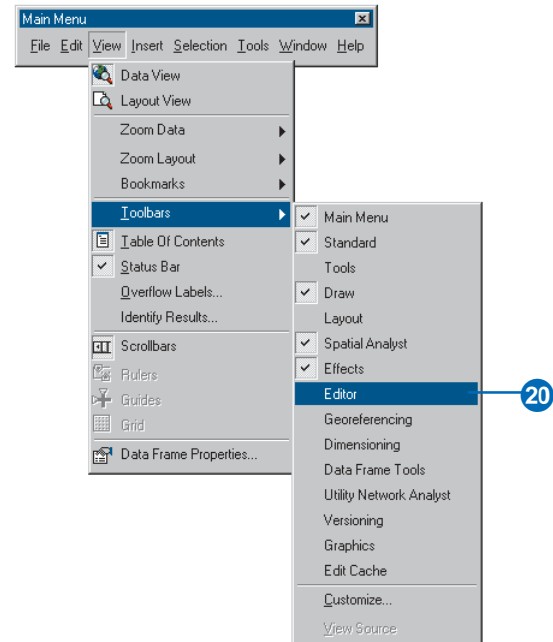 Main Menu
File Edit View Insert Selection Tools Window Help
Data View
Layout View
Zoom Data
Zoom Layout
Bookmarks
Toolbars
Table Of Contents
Status Bar
Overflow Labels...
Identify Results...
Scrollbars
Rulers
Guides
Grid
Data Frame Properties...
Main Menu
Standard
Tools
Draw
Layout
Spatial Analyst
Effects
Editor
20
Georeferencing
Dimensioning
Data Frame Tools
Utility Network Analyst
Versioning
Graphics
Edit Cache
Customize...
View Source